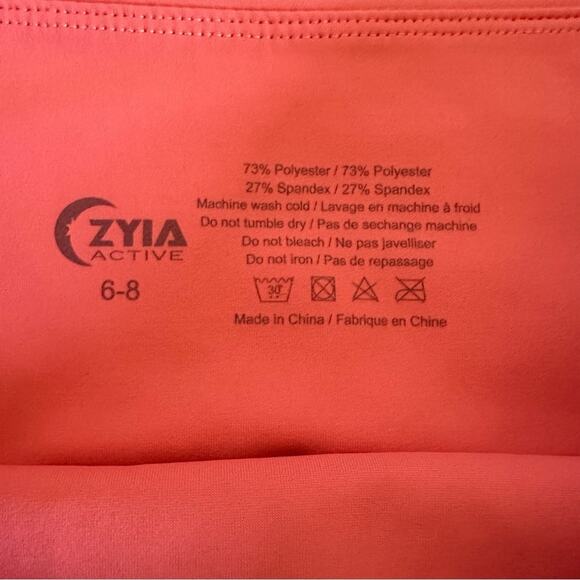 ZYIA
ACTIVE
6-8
73% Polyester / 73% Polyester
27% Spandex / 27% Spandex
Machine wash cold / Lavage en machine à froid
Do not tumble dry / Pas de sechange machine
Do not bleach / Ne pas javelliser
Do not iron / Pas de repassage
30°
Made in China / Fabrique en Chine